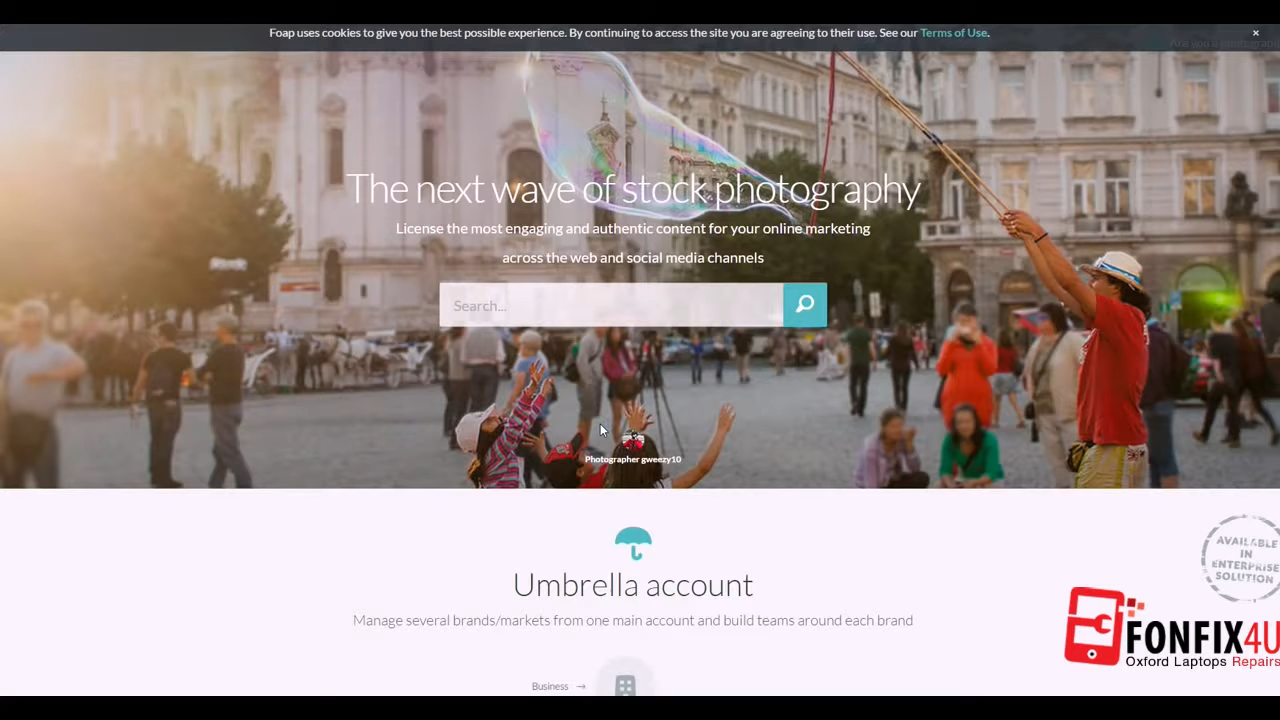 Foap uses cookies to give you the best possible experience. By continuing to access the site you are agreeing to their use. See our Terms of Use.
×
Are you a
The next wave of stock photography
License the most engaging and authentic content for your online marketing
across the web and social media channels
Search...
Photographer gweezy10
Umbrella account
Manage several brands/markets from one main account and build teams around each brand
AVAILABLE
IN
ENTERPRISE
SOLUTION
Business →
FONFIX4U
Oxford Laptops Repairs